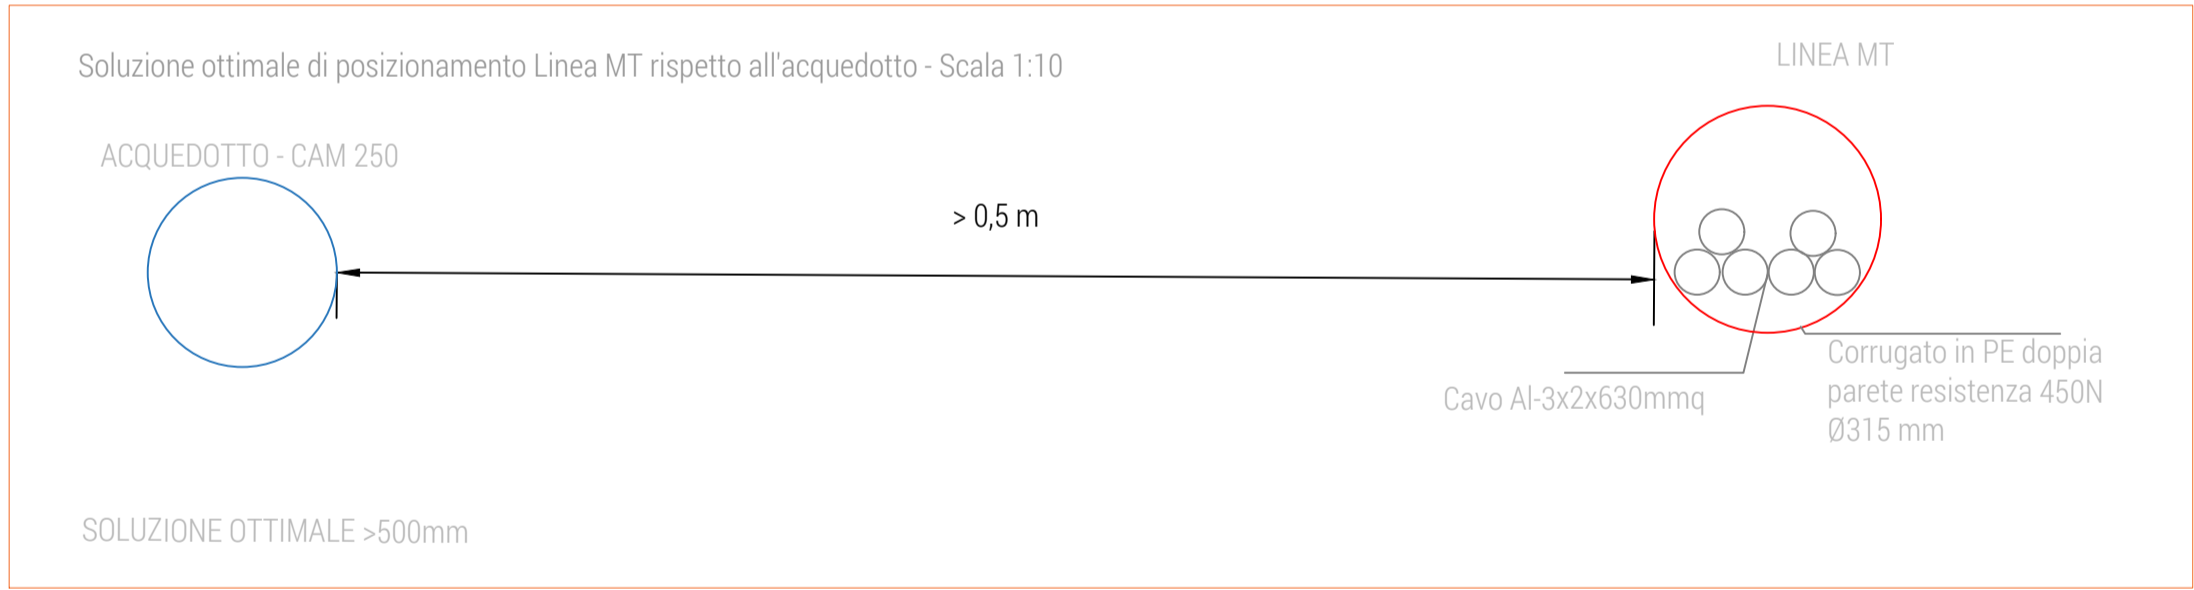 Soluzione ottimale di posizionamento Linea MT rispetto all'acquedotto - Scala 1:10
LINEA MT
ACQUEDOTTO - CAM 250
> 0,5 m
Corrugato in PE doppia
parete resistenza 450N
Ø315 mm
Cavo Al-3x2x630mmq
SOLUZIONE OTTIMALE >500mm